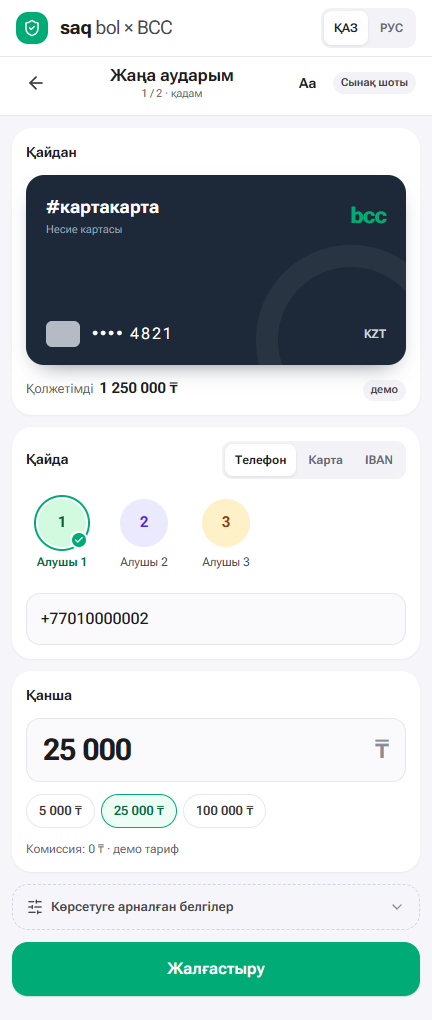 saq bol × BCC
ҚАЗ
РУС
Жаңа аударым
1 / 2 · қадам
Aa
Сынақ шоты
Қайдан
#картакарта
Несие картасы
bcc
•••• 4821
KZT
Қолжетімді 1 250 000 ₸
демо
Қайда
Телефон
Карта
IBAN
1
2
3
Алушы 1
Алушы 2
Алушы 3
+77010000002
Қанша
25 000 ₸
5 000 ₸
25 000 ₸
100 000 ₸
Комиссия: 0 ₸ · демо тариф
Көрсетуге арналған белгілер
Жалғастыру